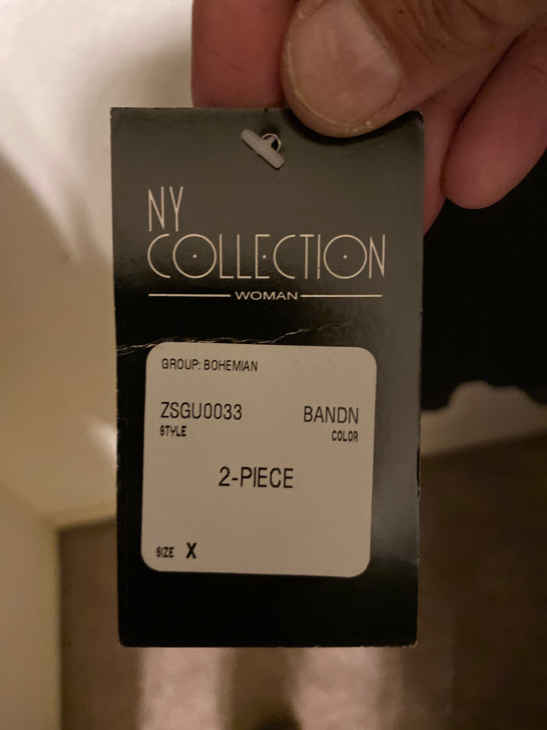 NY
COLLECTION
WOMAN
GROUP: BOHEMIAN
ZSGU0033 BANDN
STYLE COLOR
2-PIECE
SIZE X